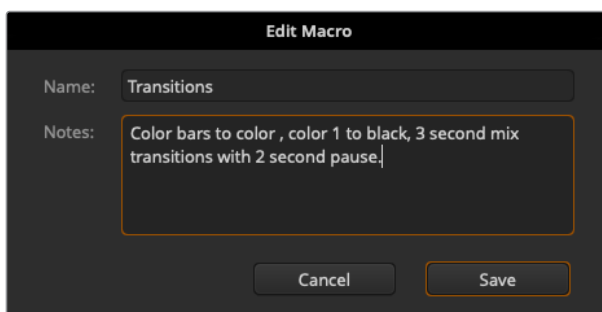 Edit Macro
Name: Transitions
Notes: Color bars to color , color 1 to black, 3 second mix
transitions with 2 second pause.
Cancel Save